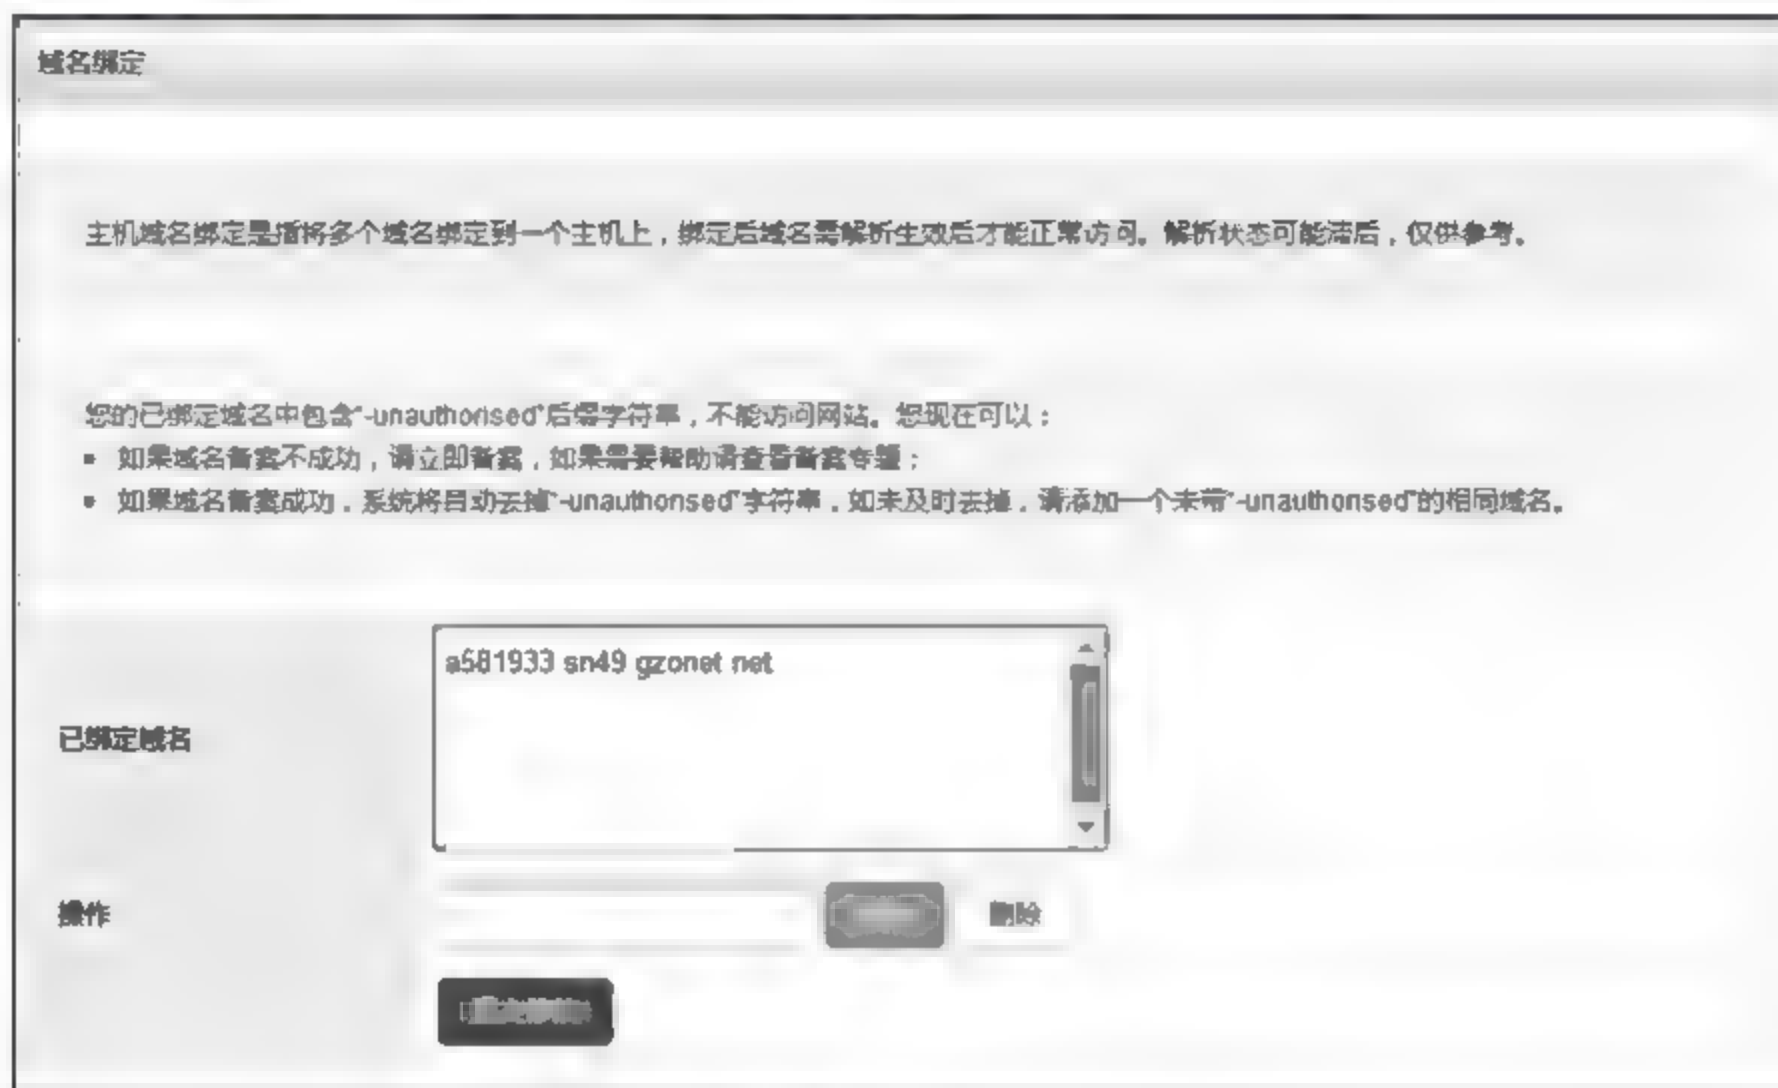 域名绑定
主机域名绑定是指将多个域名绑定到一个主机上，绑定后域名需解析生效后才能正常访问。解析状态可能滞后，仅供参考。
您的已绑定域名中包含"-unauthorised"后缀字符串，不能访问网站。您现在可以：
▪ 如果域名备案不成功，请立即备案，如果需要帮助请查看备案专题；
▪ 如果域名备案成功，系统将自动去掉"-unauthorised"字符串，如未及时去掉，请添加一个未带"-unauthorised"的相同域名。
a581933 sn49 gzonet net
已绑定域名
操作
删除